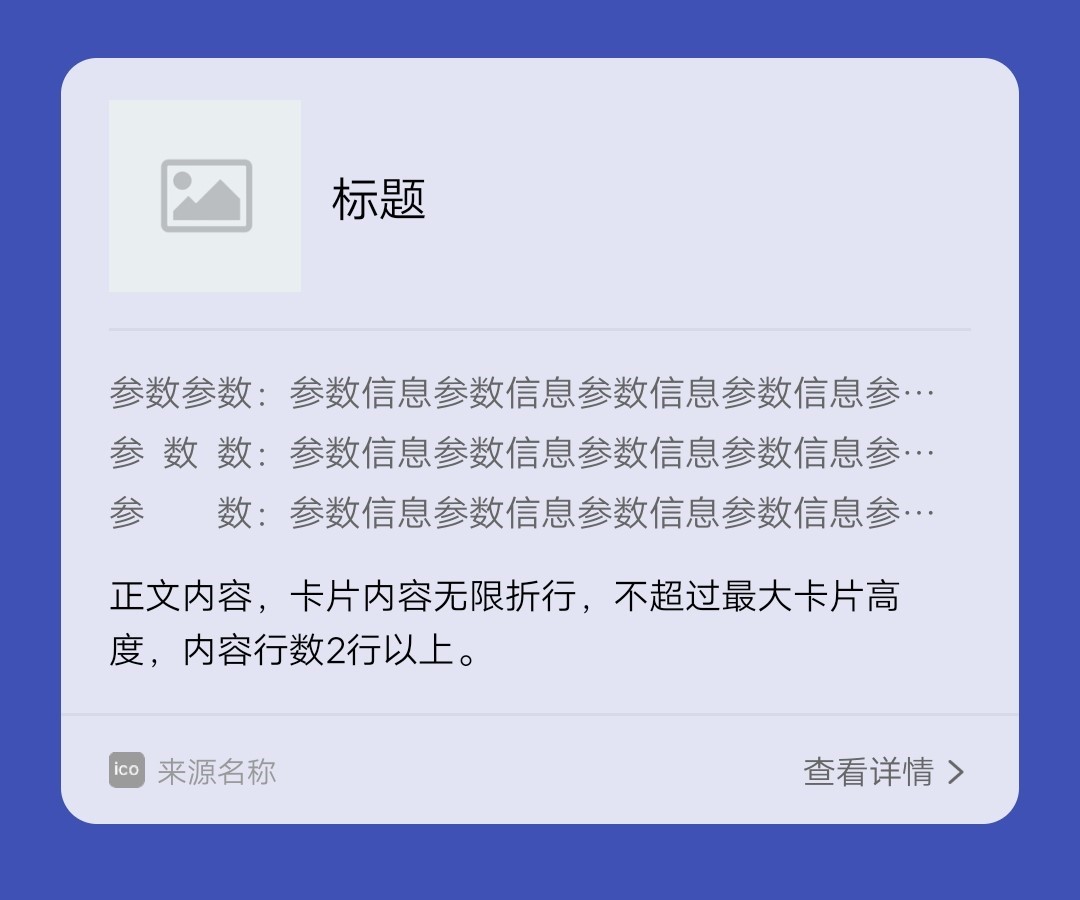 标题
参数参数：参数信息参数信息参数信息参数信息参…
参 数 数：参数信息参数信息参数信息参数信息参…
参 数：参数信息参数信息参数信息参数信息参…
正文内容，卡片内容无限折行，不超过最大卡片高
度，内容行数2行以上。
ico 来源名称 查看详情 >